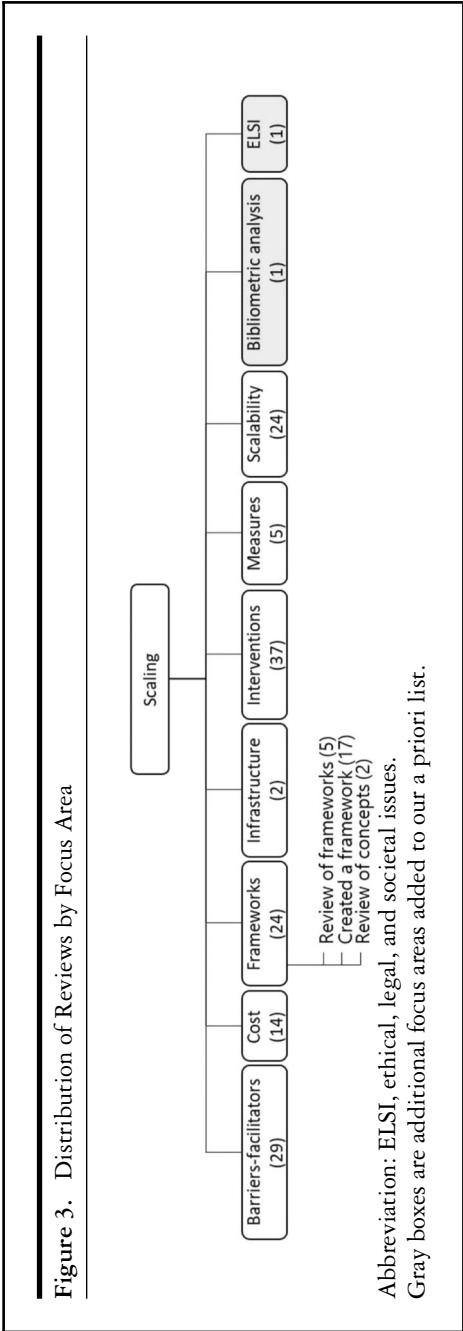 Figure 3. Distribution of Reviews by Focus Area
Scaling
Barriers-facilitators
(29)
Cost
(14)
Frameworks
(24)
Infrastructure
(2)
Interventions
(37)
Measures
(5)
Scalability
(24)
Bibliometric analysis
(1)
ELSI
(1)
Review of frameworks (5)
Created a framework (17)
Review of concepts (2)
Abbreviation: ELSI, ethical, legal, and societal issues.
Gray boxes are additional focus areas added to our a priori list.